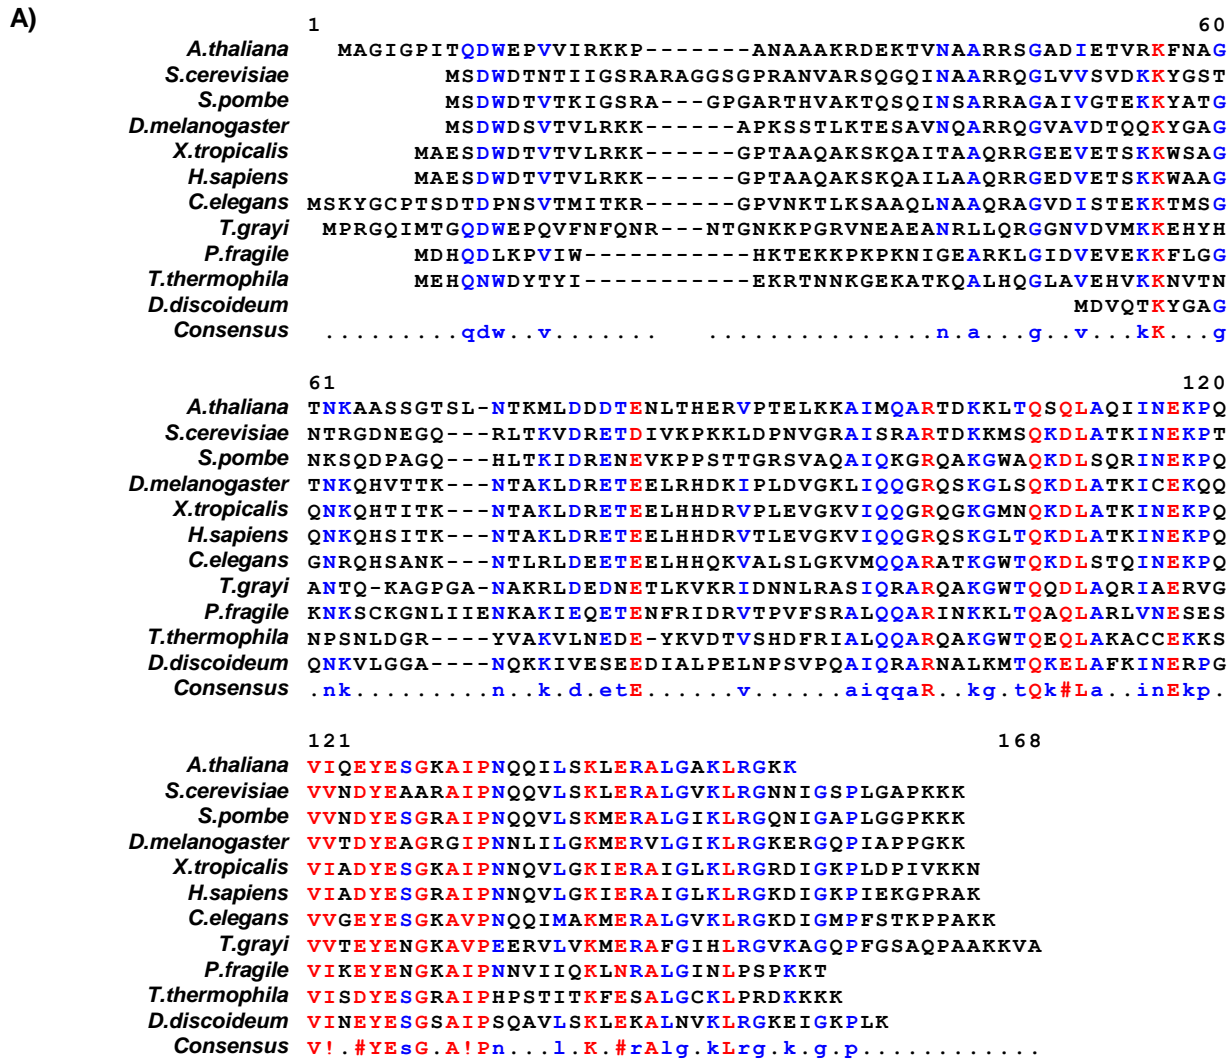 A)
1 60
A.thaliana MAGIGPITQDWEPVVIRKKP-------ANAAAKRDEKTVNAARRSGADIETVRKFNAG
S.cerevisiae MSDWDTNTIIGSRARAGGSGPRANVARSQGQINAARRQGLVVSVDKKYGST
S.pombe MSDWDTVTKIGSRA---GPGARTHVAKTQSQINSARRAGAIVGTEKKYATG
D.melanogaster MSDWDSVTVLRKK------APKSSTLKTESAVNQARRQGVAVDTQQKYGAG
X.tropicalis MAESDWDTVTVLRKK------GPTAAQAKSKQAITAAQRRGEEVETSKKWSAG
H.sapiens MAESDWDTVTVLRKK------GPTAAQAKSKQAILAAQRRGEDVETSKKWAAG
C.elegans MSKYGCPTSDTDPNSVTMITKR------GPVNKTLKSAAQLNAAQRAGVDISTEKKTMSG
T.grayi MPRGQIMTGQDWEPQVFNFQNR--NTGNKKPGRVNEAEANRLLQRGGNVDVMKKEHYH
P.fragile MDHQDLKPVIW-----------HKTEKKPKPKNIGEARKLGIDVEVEKKFLGG
T.thermophila MEHQNWDYTYI-----------EKRTNNKGEKATKQALHQGLAVEHVKKNVTN
D.discoideum MDVQTKYGAG
Consensus .........qdw..v....... ...............n.a...g..v...kK...g
61 120
A.thaliana TNKAASSGTSL-NTKMLDDDTENLTHERVPTELKKAIMQARTDKKLTQSQLAQIINEKPQ
S.cerevisiae NTRGDNEGQ---RLTKVDRETDIVKPKKLDPNVGRAISRARTDKKMSQKDLATKINEKPT
S.pombe NKSQDPAGQ---HLTKIDRENEVKPPSTTGRSVAQAIQKGRQAKGWAQKDLSQRINEKPQ
D.melanogaster TNKQHVTTK---NTAKLDRETEELRHDKIPLDVGKLIQQGRQSKGLSQKDLATKICEKQQ
X.tropicalis QNKQHTITK---NTAKLDRETEELHHDRVPLEVGKVIQQGRQGKGMNQKDLATKINEKPQ
H.sapiens QNKQHSITK---NTAKLDRETEELHHDRVTLEVGKVIQQGRQSKGLTQKDLATKINEKPQ
C.elegans GNRQHSANK---NTLRLDEETEELHHQKVALSLGKVMQQARATKGWTQKDLSTQINEKPQ
T.grayi ANTQ-KAGPGA-NAKRLDEDNETLKVKRIDNNLRASIQRARQAKGWTQQDLAQRIAERVG
P.fragile KNKSCKGNLIIENKAKIEQETENFRIDRVTPVFSRALQQARINKKLTQAQLARLVNESES
T.thermophila NPSNLDGR----YVAKVLNEDE-YKVDTVSHDFRIALQQARQAKGWTQEQLAKACCEKKS
D.discoideum QNKVLGGA----NQKKIVESEEDIALPELNPSVPQAIQRARNALKMTQKELAFKINERPG
Consensus .nk.........n..k.d.etE......v......aiqqaR..kg.tQk#La..inEkp.
121 168
A.thaliana VIQEYESGKAIPNQQILSKLERALGAKLRGKK
S.cerevisiae VVNDYEAARAIPNQQVLSKLERALGVKLRGNNIGSPLGAPKKK
S.pombe VVNDYESGRAIPNQQVLSKMERALGIKLRGQNIGAPLGGPKKK
D.melanogaster VVTDYEAGRGIPNNLILGKMERVLGIKLRGKERGQPIAPPGKK
X.tropicalis VIADYESGKAIPNNQVLGKIERAIGLKLRGRDIGKPLDPIVKKN
H.sapiens VIADYESGRAIPNNQVLGKIERAIGLKLRGKDIGKPIEKGPRAK
C.elegans VVGEYESGKAVPNQQIMAKMERALGVKLRGKDIGMPFSTKPPAKK
T.grayi VVTEYENGKAVPEERVLVKMERAFGIHLRGVKAGQPFGSAQPAAKKVA
P.fragile VIKEYENGKAIPNNVIIQKLNRALGINLPSPKKT
T.thermophila VISDYESGRAIPHPSTITKFESALGCKLPRDKKKK
D.discoideum VINEYESGSAIPSQAVLSKLEKALNVKLRGKEIGKPLK
Consensus V!.#YEsG.A!Pn...l.K.#rAlg.kLrg.k.g.p............